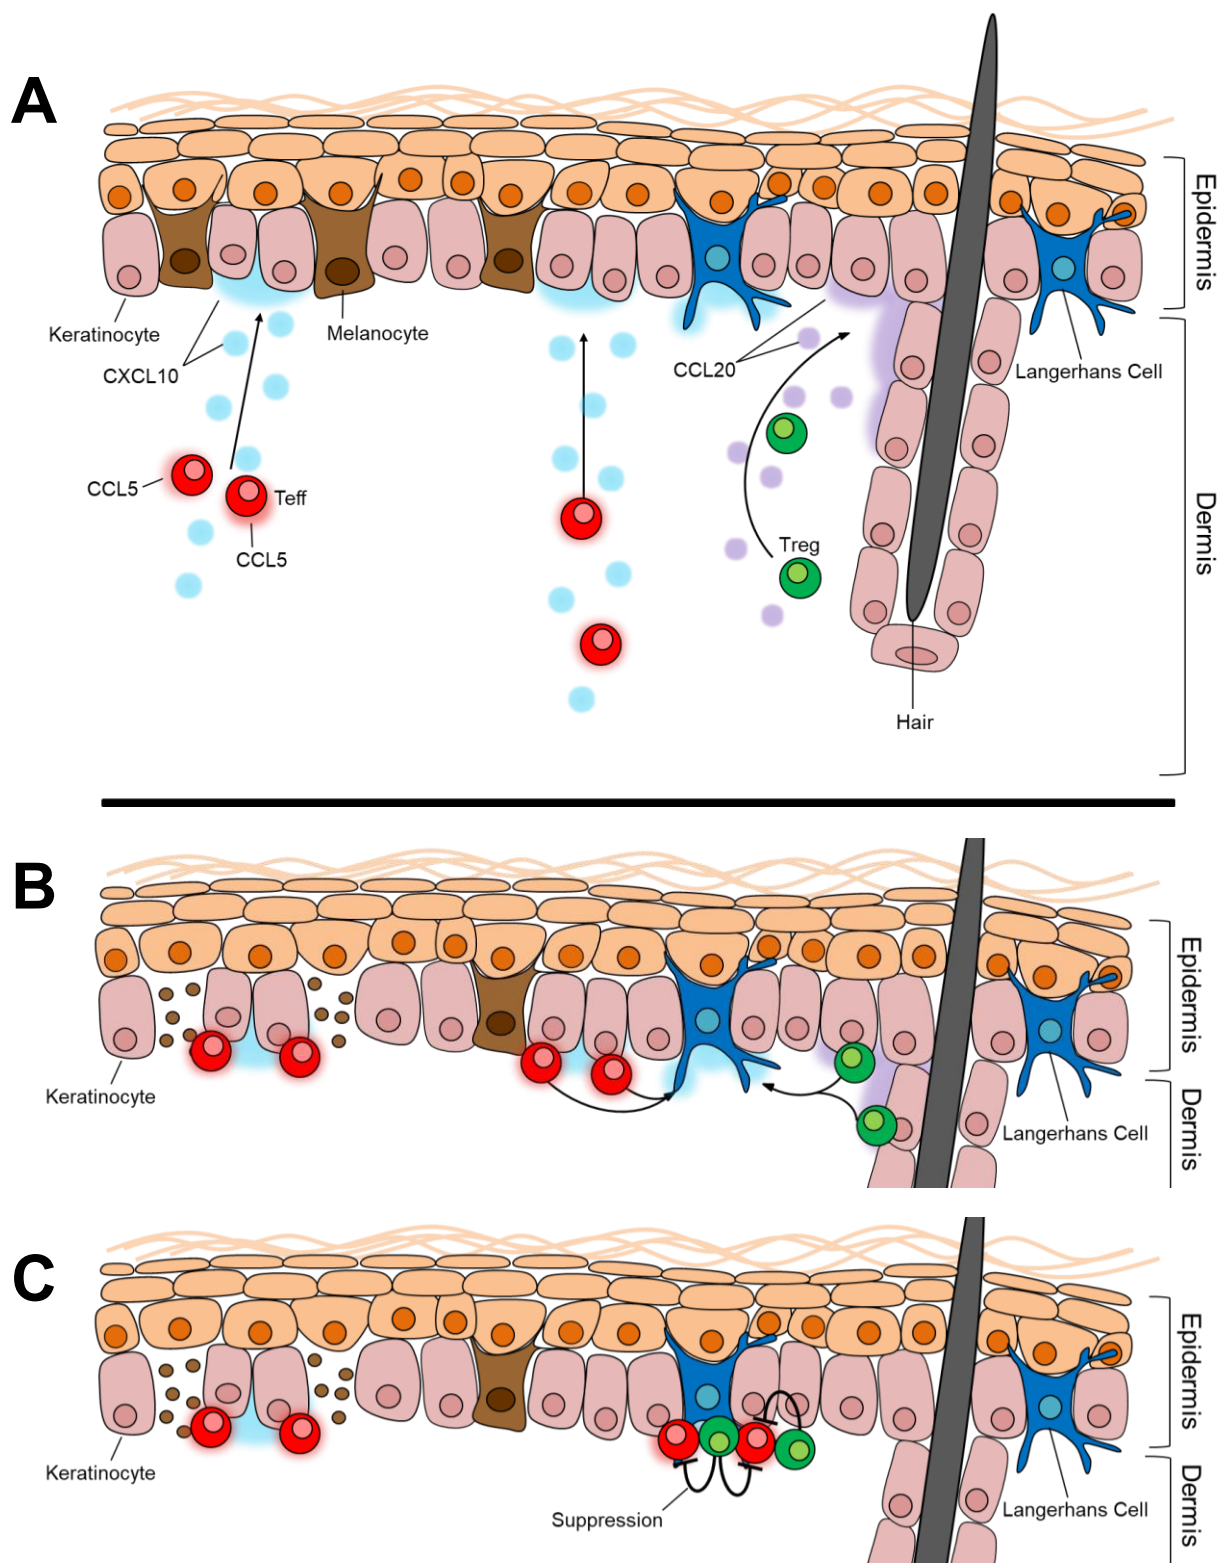 A
Epidermis
Keratinocyte
Melanocyte
CXCL10
CCL20
Langerhans Cell
CCL5
Teff
CCL5
Treg
Dermis
Hair
B
Epidermis
Keratinocyte
Langerhans Cell
Dermis
C
Epidermis
Keratinocyte
Langerhans Cell
Dermis
Suppression